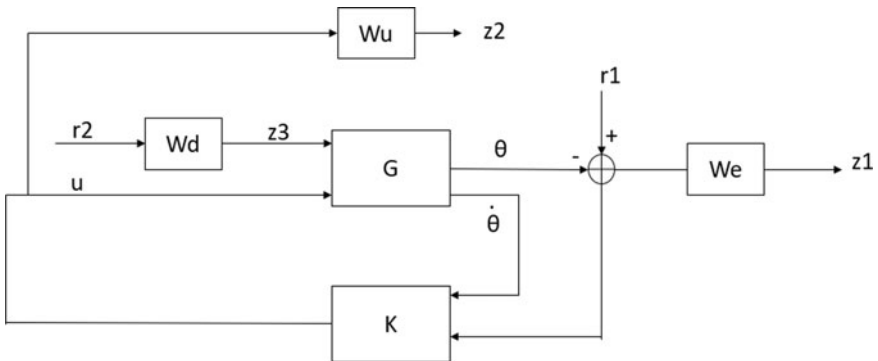 Wu
z2
r1
r2
Wd
z3
θ
-
+
G
We
z1
u
θ̇
K